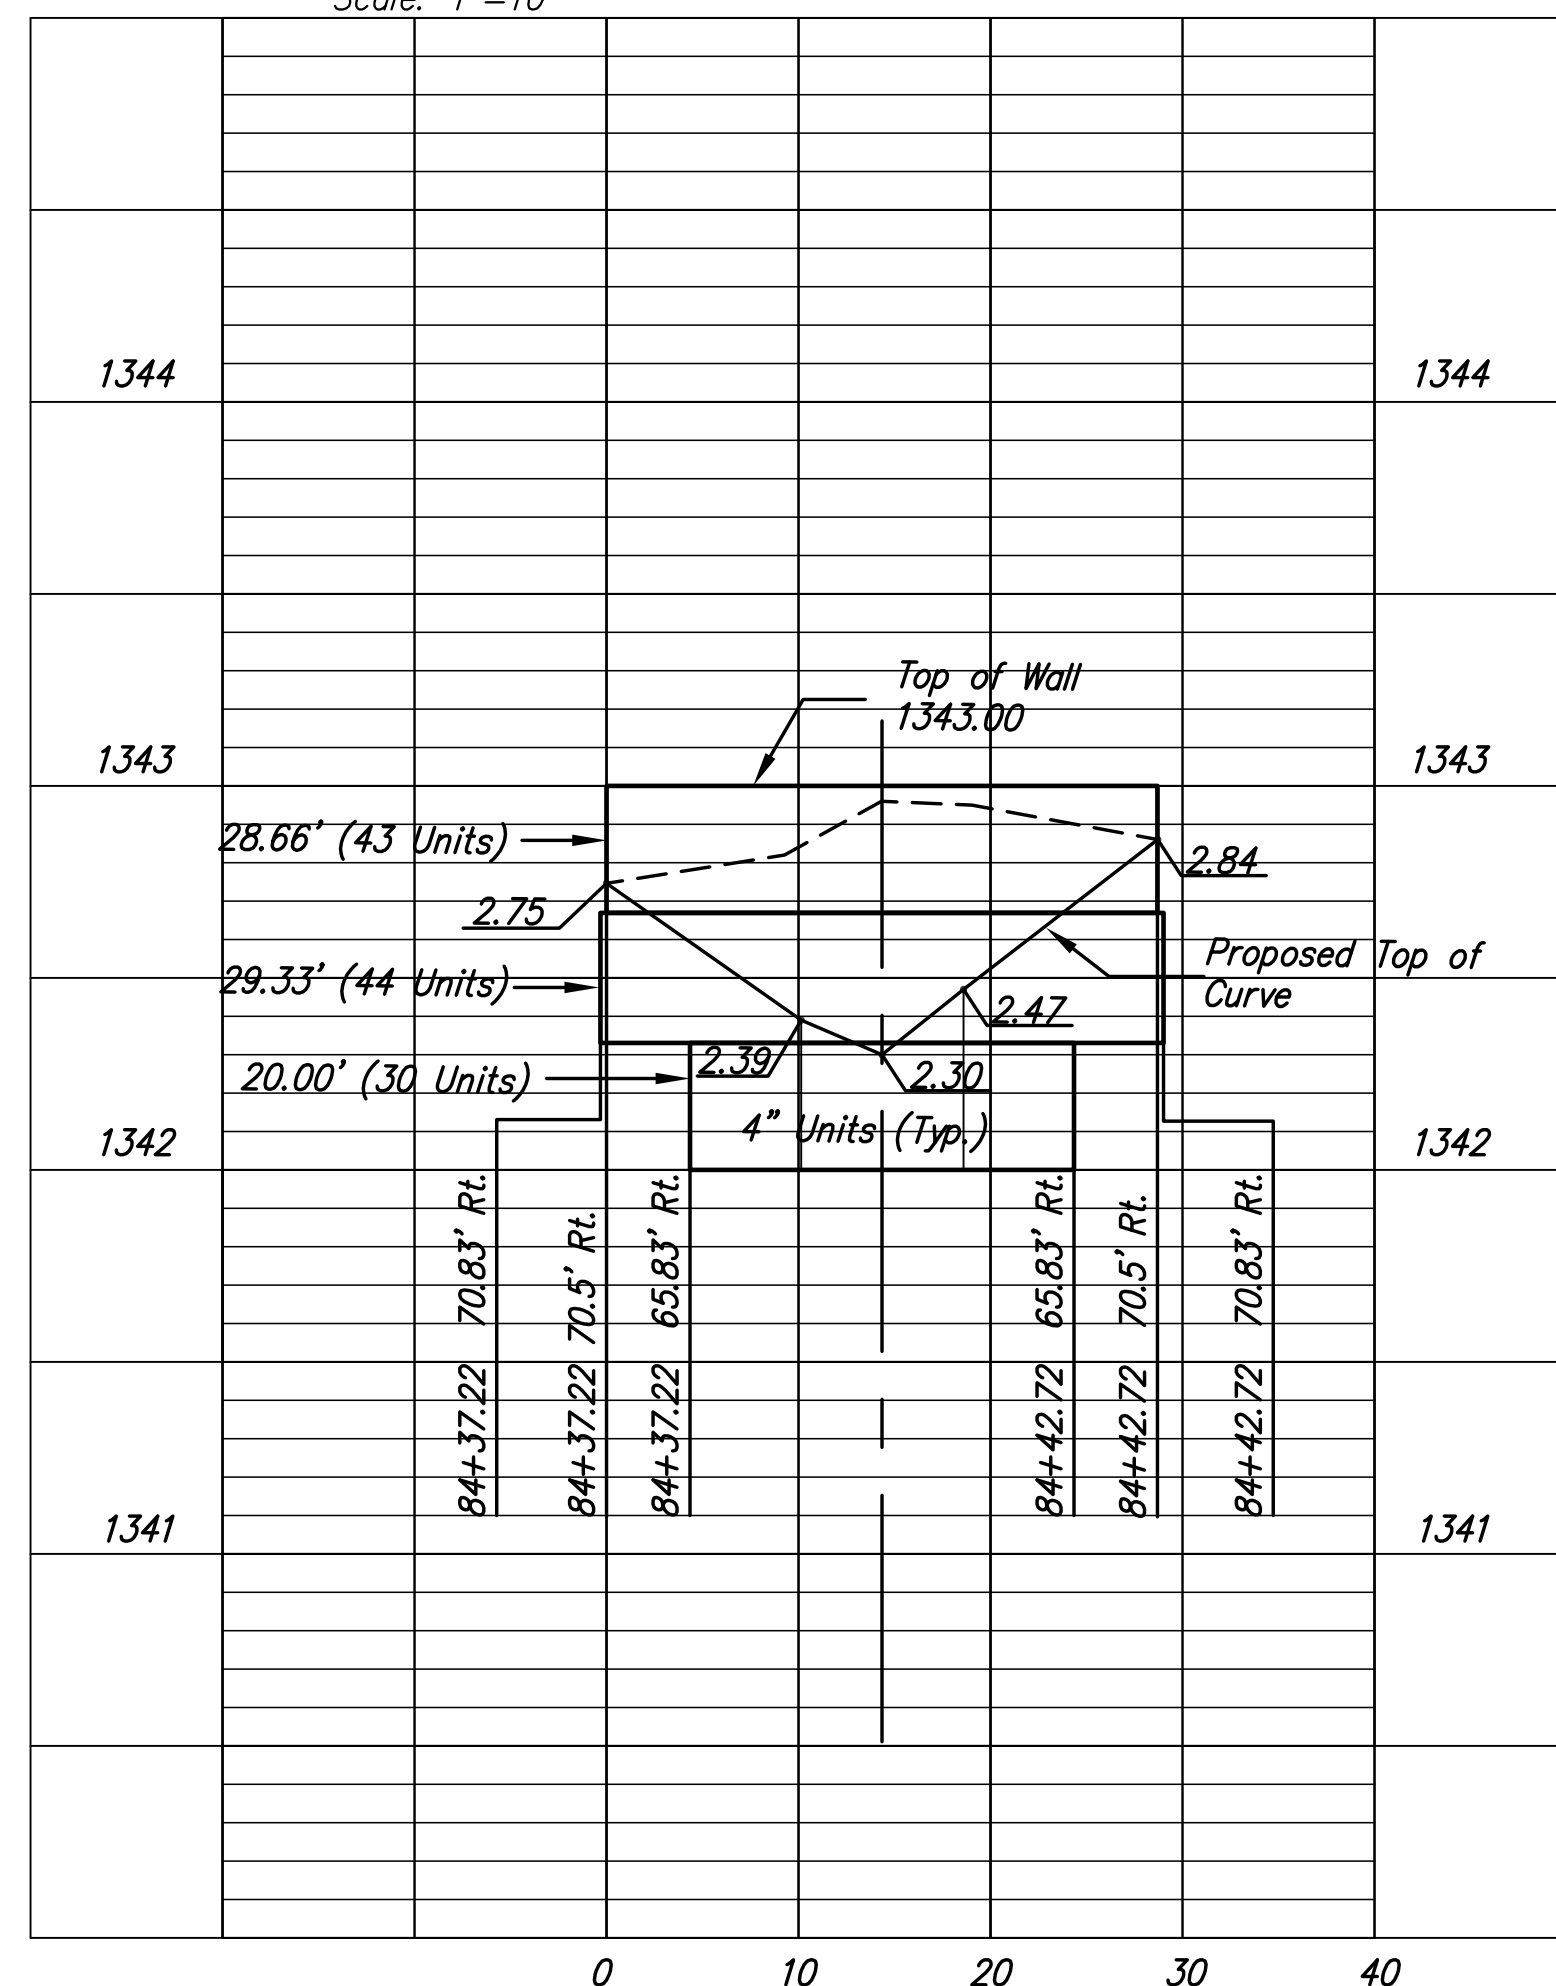 Scale: 1"=10'
1344 1344
Top of Wall
1343.00
1343 1343
28.66' (43 Units)
2.84
2.75
Proposed Top of
Curve
29.33' (44 Units)
2.47
2.39
2.30
20.00' (30 Units)
4" Units (Typ.)
1342 1342
84+37.22 70.83' Rt.
84+37.22 70.5' Rt.
84+37.22 65.83' Rt.
84+42.72 65.83' Rt.
84+42.72 70.5' Rt.
84+42.72 70.83' Rt.
1341 1341
0 10 20 30 40